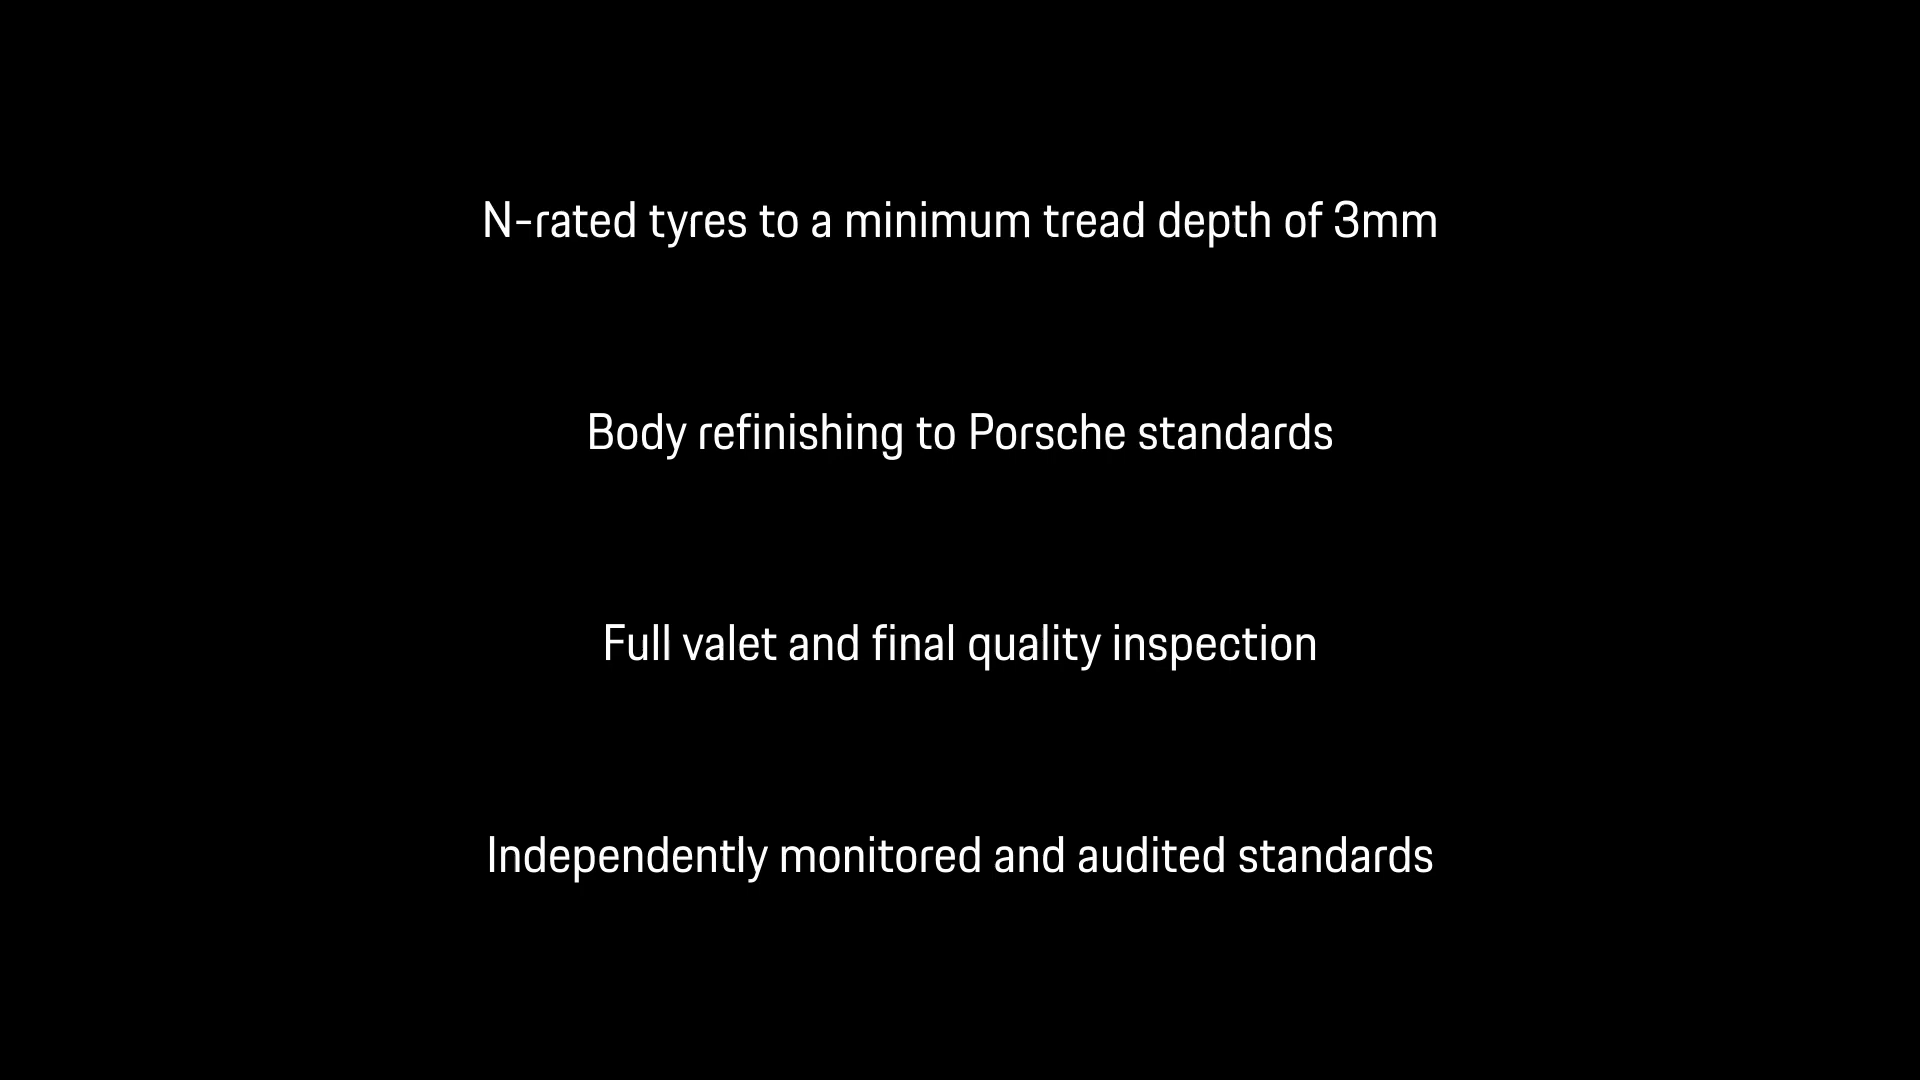 N-rated tyres to a minimum tread depth of 3mm
Body refinishing to Porsche standards
Full valet and final quality inspection
Independently monitored and audited standards